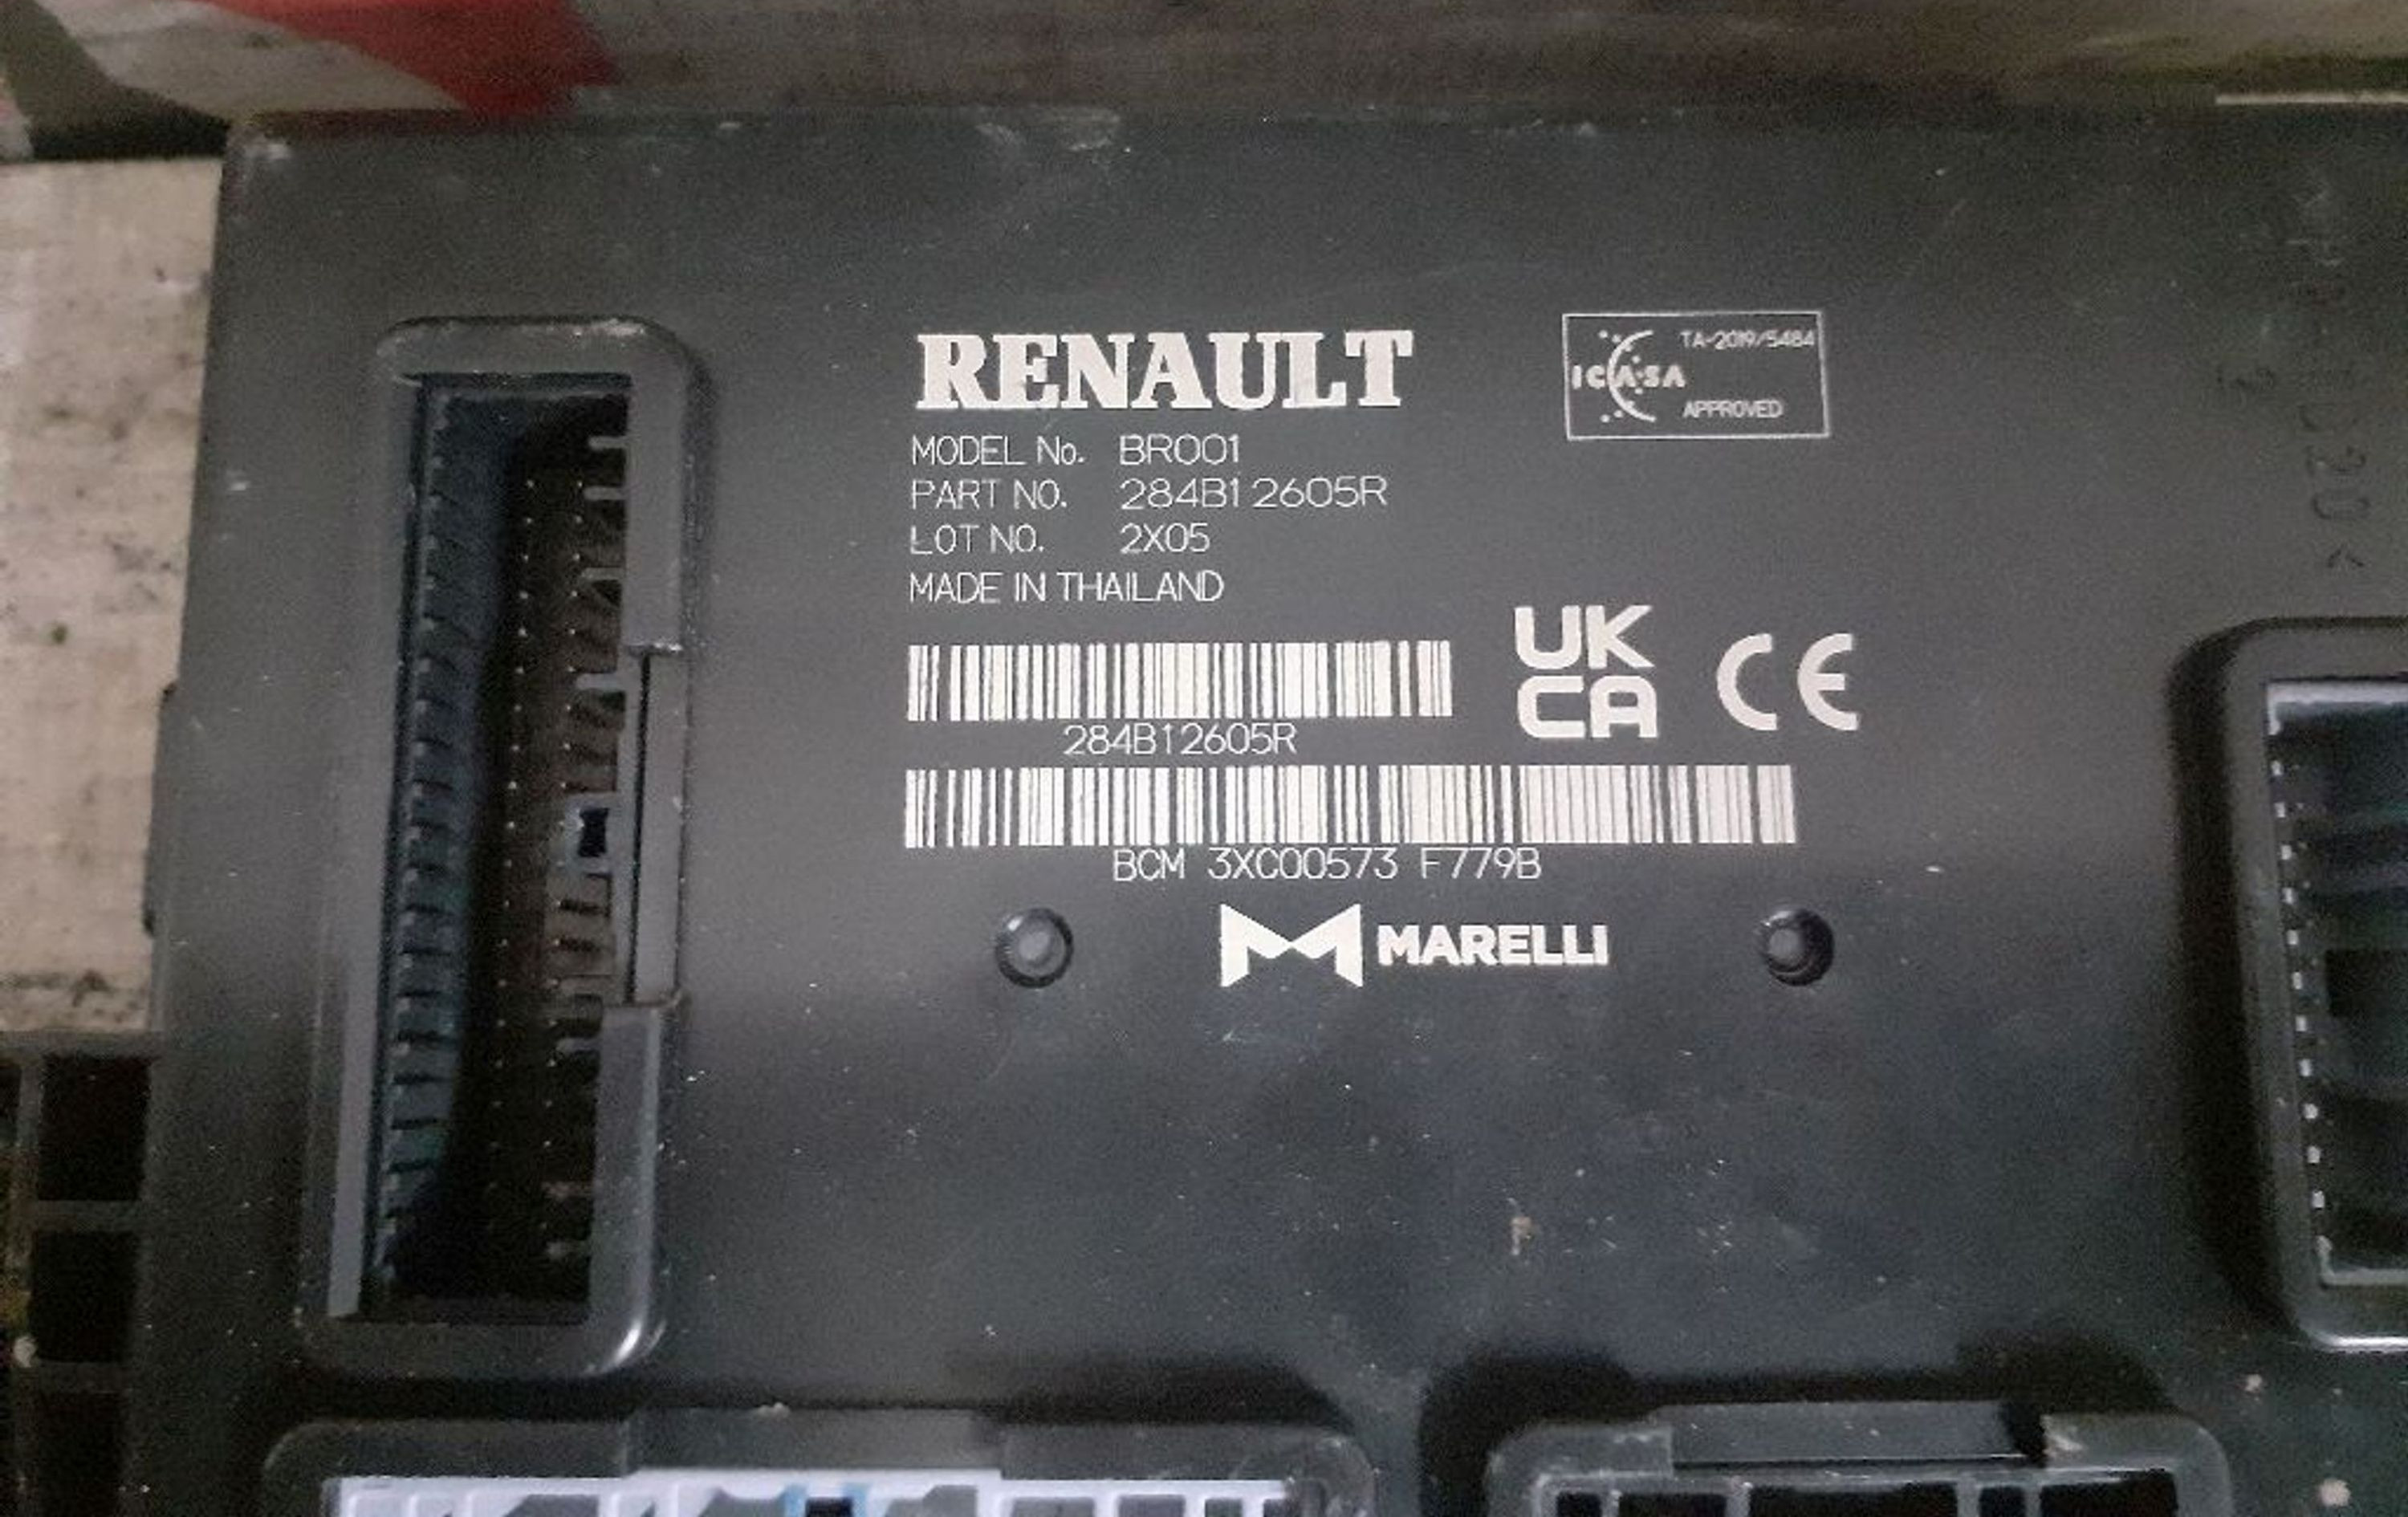 RENAULT
TA-2019/5484
ICASA
APPROVED
MODEL No. BR001
PART NO. 284B12605R
LOT NO. 2X05
MADE IN THAILAND
UK
CA
CE
284B12605R
BCM 3XC00573 F779B
MARELLI